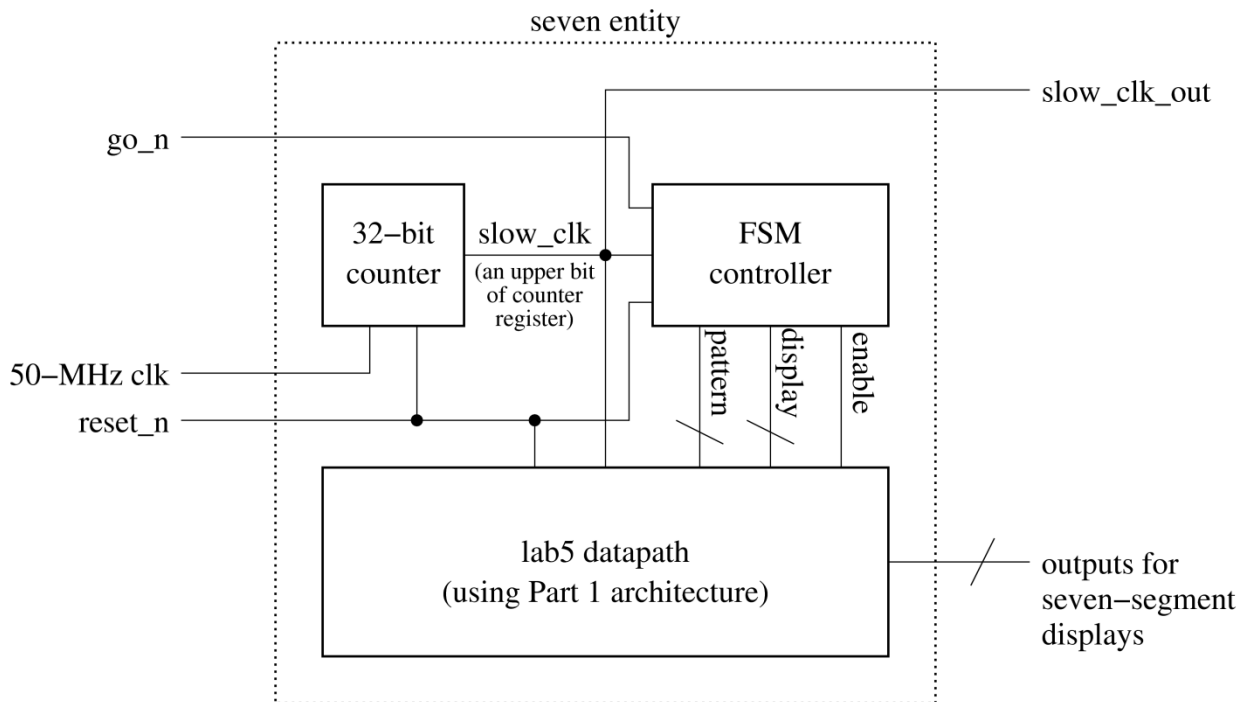 seven entity
slow_clk_out
go_n
32−bit
counter
slow_clk
(an upper bit
of counter
register)
FSM
controller
pattern
display
enable
50−MHz clk
reset_n
lab5 datapath
(using Part 1 architecture)
outputs for
seven−segment
displays